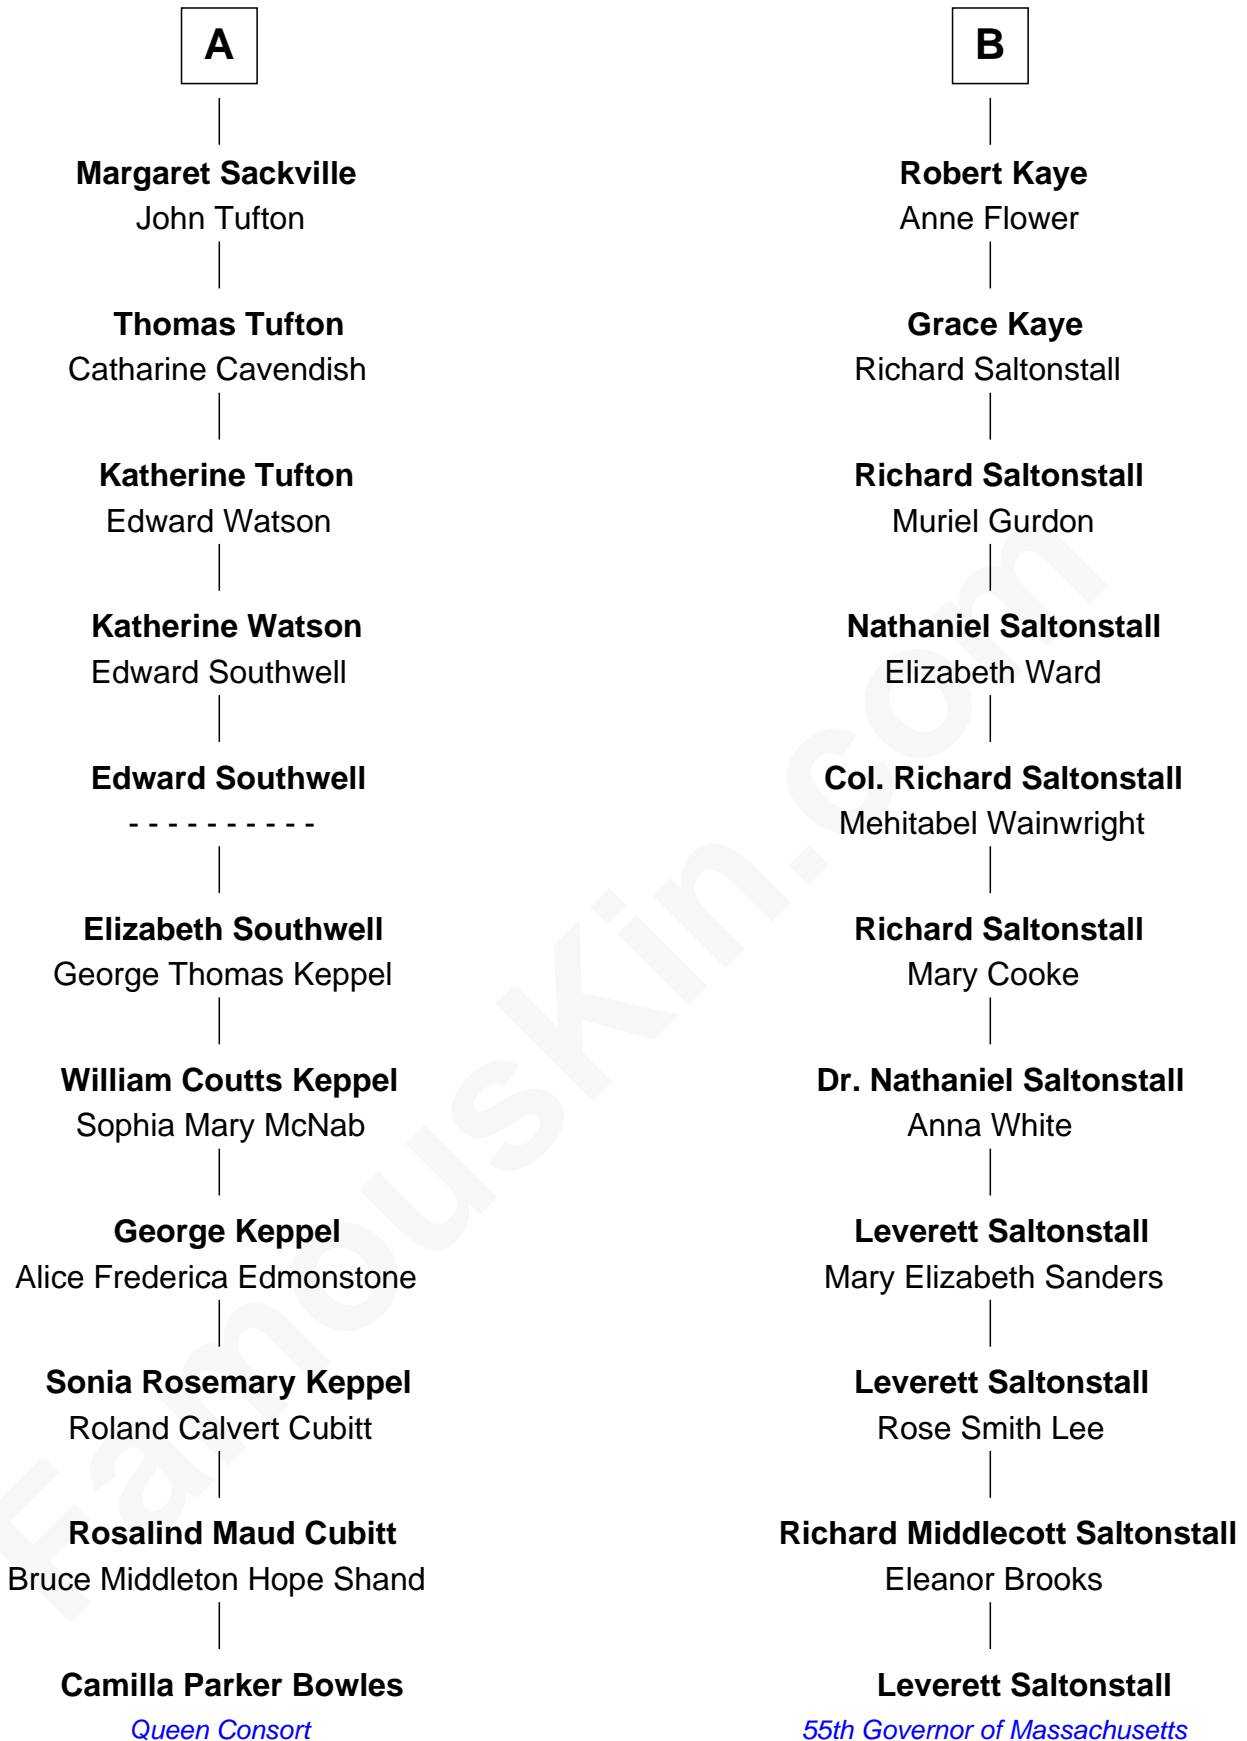 A
Margaret Sackville
John Tufton
Thomas Tufton
Catharine Cavendish
Katherine Tufton
Edward Watson
Katherine Watson
Edward Southwell
Edward Southwell
- - - - - - - - - -
Elizabeth Southwell
George Thomas Keppel
William Coutts Keppel
Sophia Mary McNab
George Keppel
Alice Frederica Edmonstone
Sonia Rosemary Keppel
Roland Calvert Cubitt
Rosalind Maud Cubitt
Bruce Middleton Hope Shand
Camilla Parker Bowles
Queen Consort
B
Robert Kaye
Anne Flower
Grace Kaye
Richard Saltonstall
Richard Saltonstall
Muriel Gurdon
Nathaniel Saltonstall
Elizabeth Ward
Col. Richard Saltonstall
Mehitabel Wainwright
Richard Saltonstall
Mary Cooke
Dr. Nathaniel Saltonstall
Anna White
Leverett Saltonstall
Mary Elizabeth Sanders
Leverett Saltonstall
Rose Smith Lee
Richard Middlecott Saltonstall
Eleanor Brooks
Leverett Saltonstall
55th Governor of Massachusetts
FamousKin.com